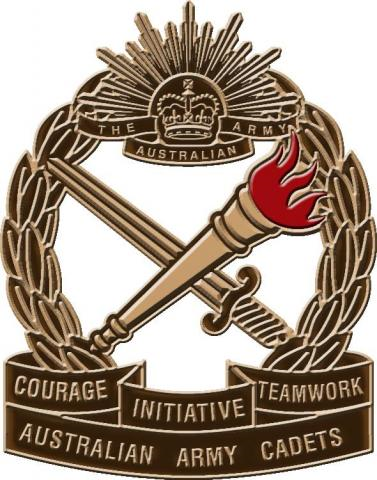 THE AUSTRALIAN ARMY
COURAGE INITIATIVE TEAMWORK
AUSTRALIAN ARMY CADETS